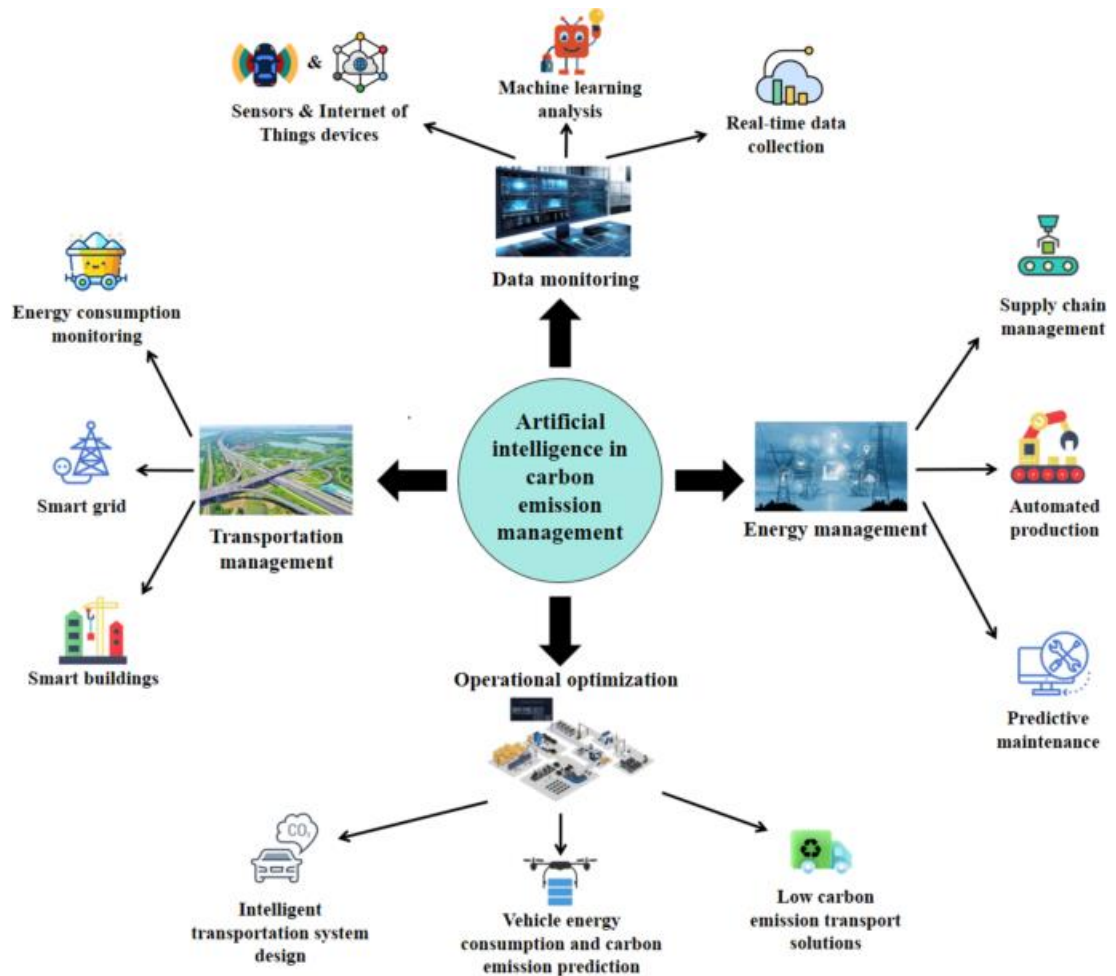 &
Sensors & Internet of
Things devices
Machine learning
analysis
Real-time data
collection
Data monitoring
Energy consumption
monitoring
Smart grid
Smart buildings
Transportation
management
Artificial
intelligence in
carbon
emission
management
Energy management
Supply chain
management
Automated
production
Predictive
maintenance
Operational optimization
CO₂
Intelligent
transportation system
design
Vehicle energy
consumption and carbon
emission prediction
Low carbon
emission transport
solutions